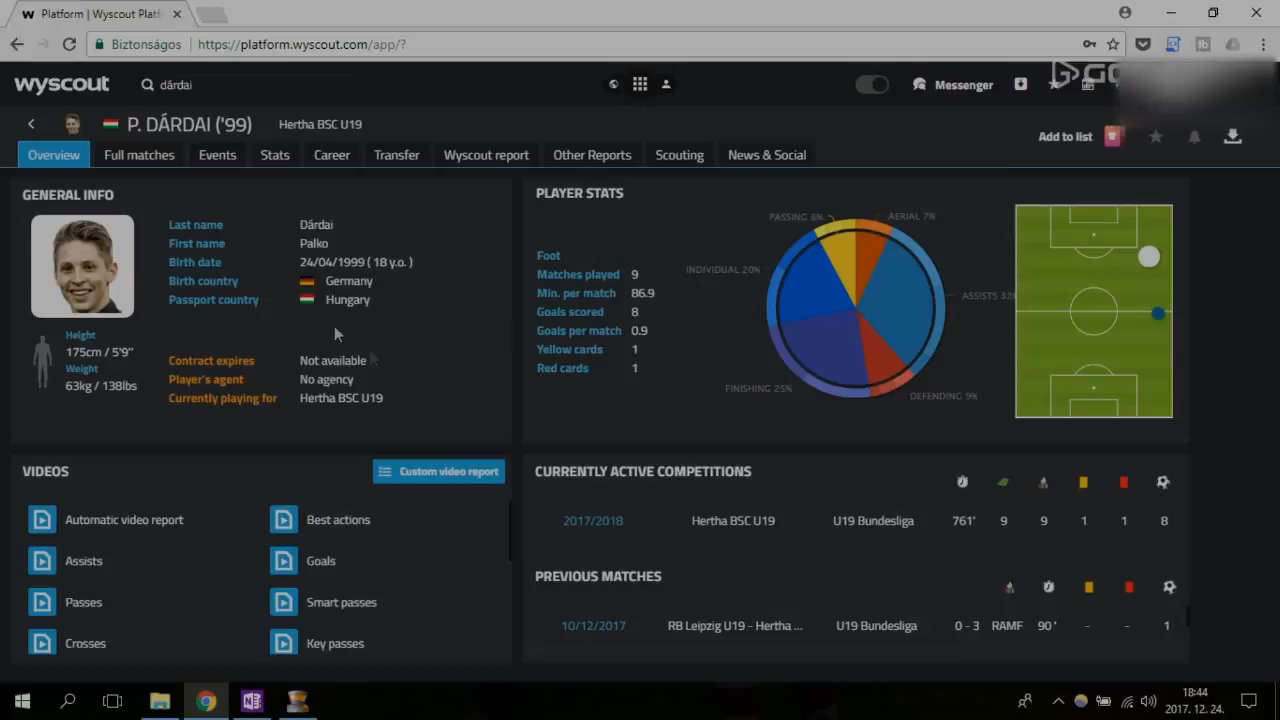 Platform | Wyscout Platf
Biztonságos
https://platform.wyscout.com/app/?
wyscout
dárdai
Messenger
P. DÁRDAI ('99)
Hertha BSC U19
Add to list
Overview
Full matches
Events
Stats
Career
Transfer
Wyscout report
Other Reports
Scouting
News & Social
GENERAL INFO
Last name Dárdai
First name Palko
Birth date 24/04/1999 ( 18 y.o. )
Birth country Germany
Passport country Hungary
Height
175cm / 5'9"
Weight
63kg / 138lbs
Contract expires Not available
Player's agent No agency
Currently playing for Hertha BSC U19
PLAYER STATS
Foot
Matches played 9
Min. per match 86.9
Goals scored 8
Goals per match 0.9
Yellow cards 1
Red cards 1
PASSING 8%
AERIAL 7%
INDIVIDUAL 20%
ASSISTS 32%
FINISHING 25%
DEFENDING 9%
VIDEOS
Custom video report
Automatic video report
Best actions
Assists
Goals
Passes
Smart passes
Crosses
Key passes
CURRENTLY ACTIVE COMPETITIONS
2017/2018 Hertha BSC U19 U19 Bundesliga 761' 9 9 1 1 8
PREVIOUS MATCHES
10/12/2017 RB Leipzig U19 - Hertha ... U19 Bundesliga 0 - 3 RAMF 90 ' - - 1
18:44
2017. 12. 24.